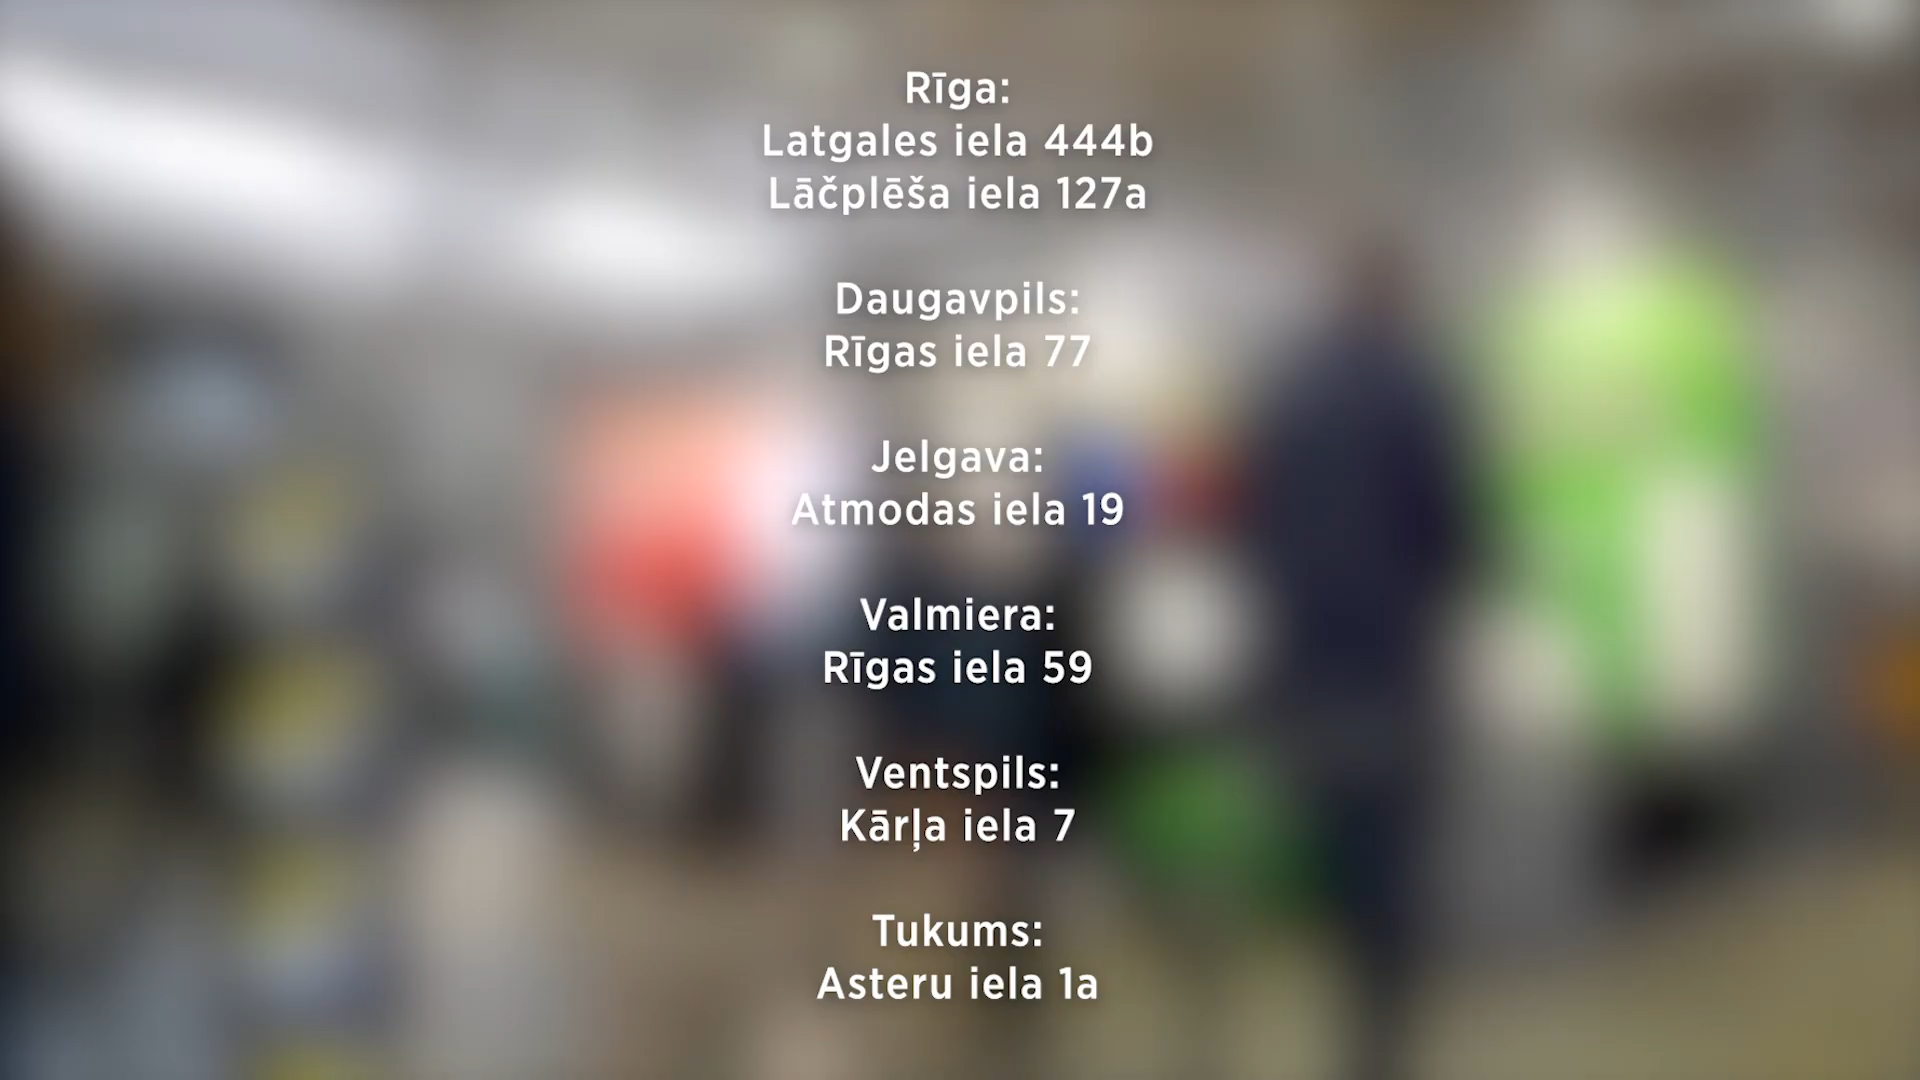 Rīga:
Latgales iela 444b
Lāčplēša iela 127a
Daugavpils:
Rīgas iela 77
Jelgava:
Atmodas iela 19
Valmiera:
Rīgas iela 59
Ventspils:
Kārļa iela 7
Tukums:
Asteru iela 1a